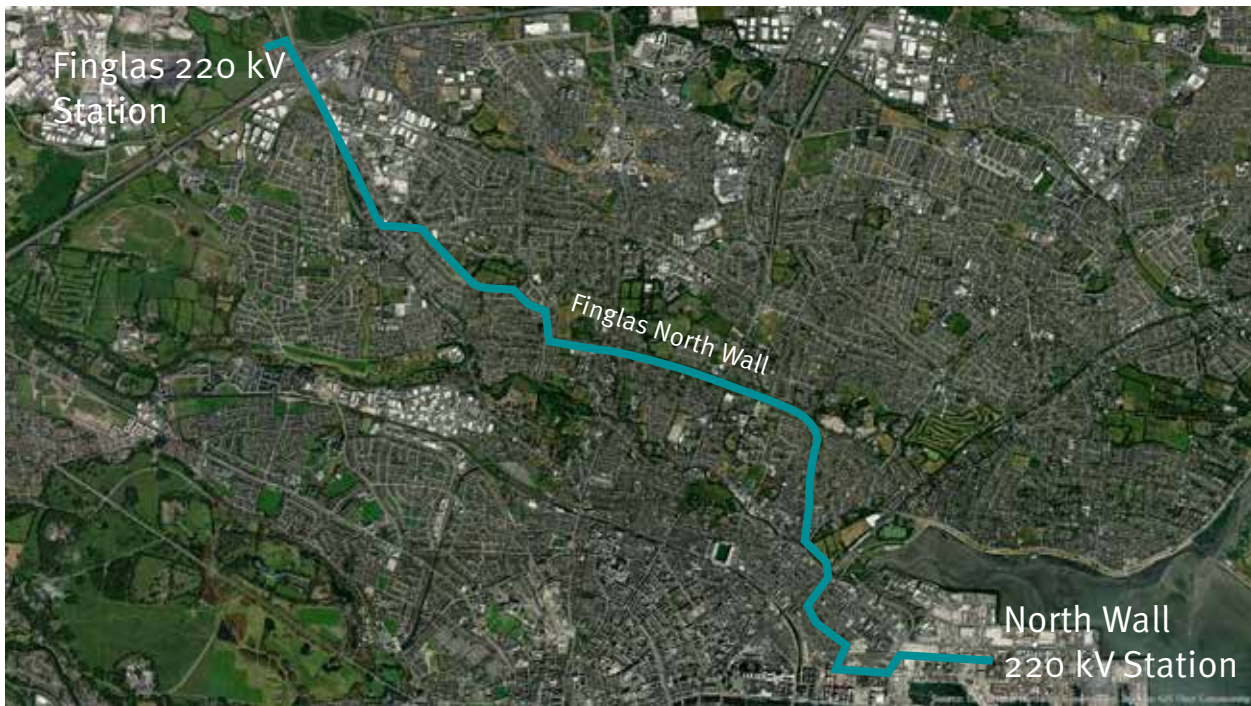 Finglas 220 kV
Station
Finglas North Wall
North Wall
220 kV Station